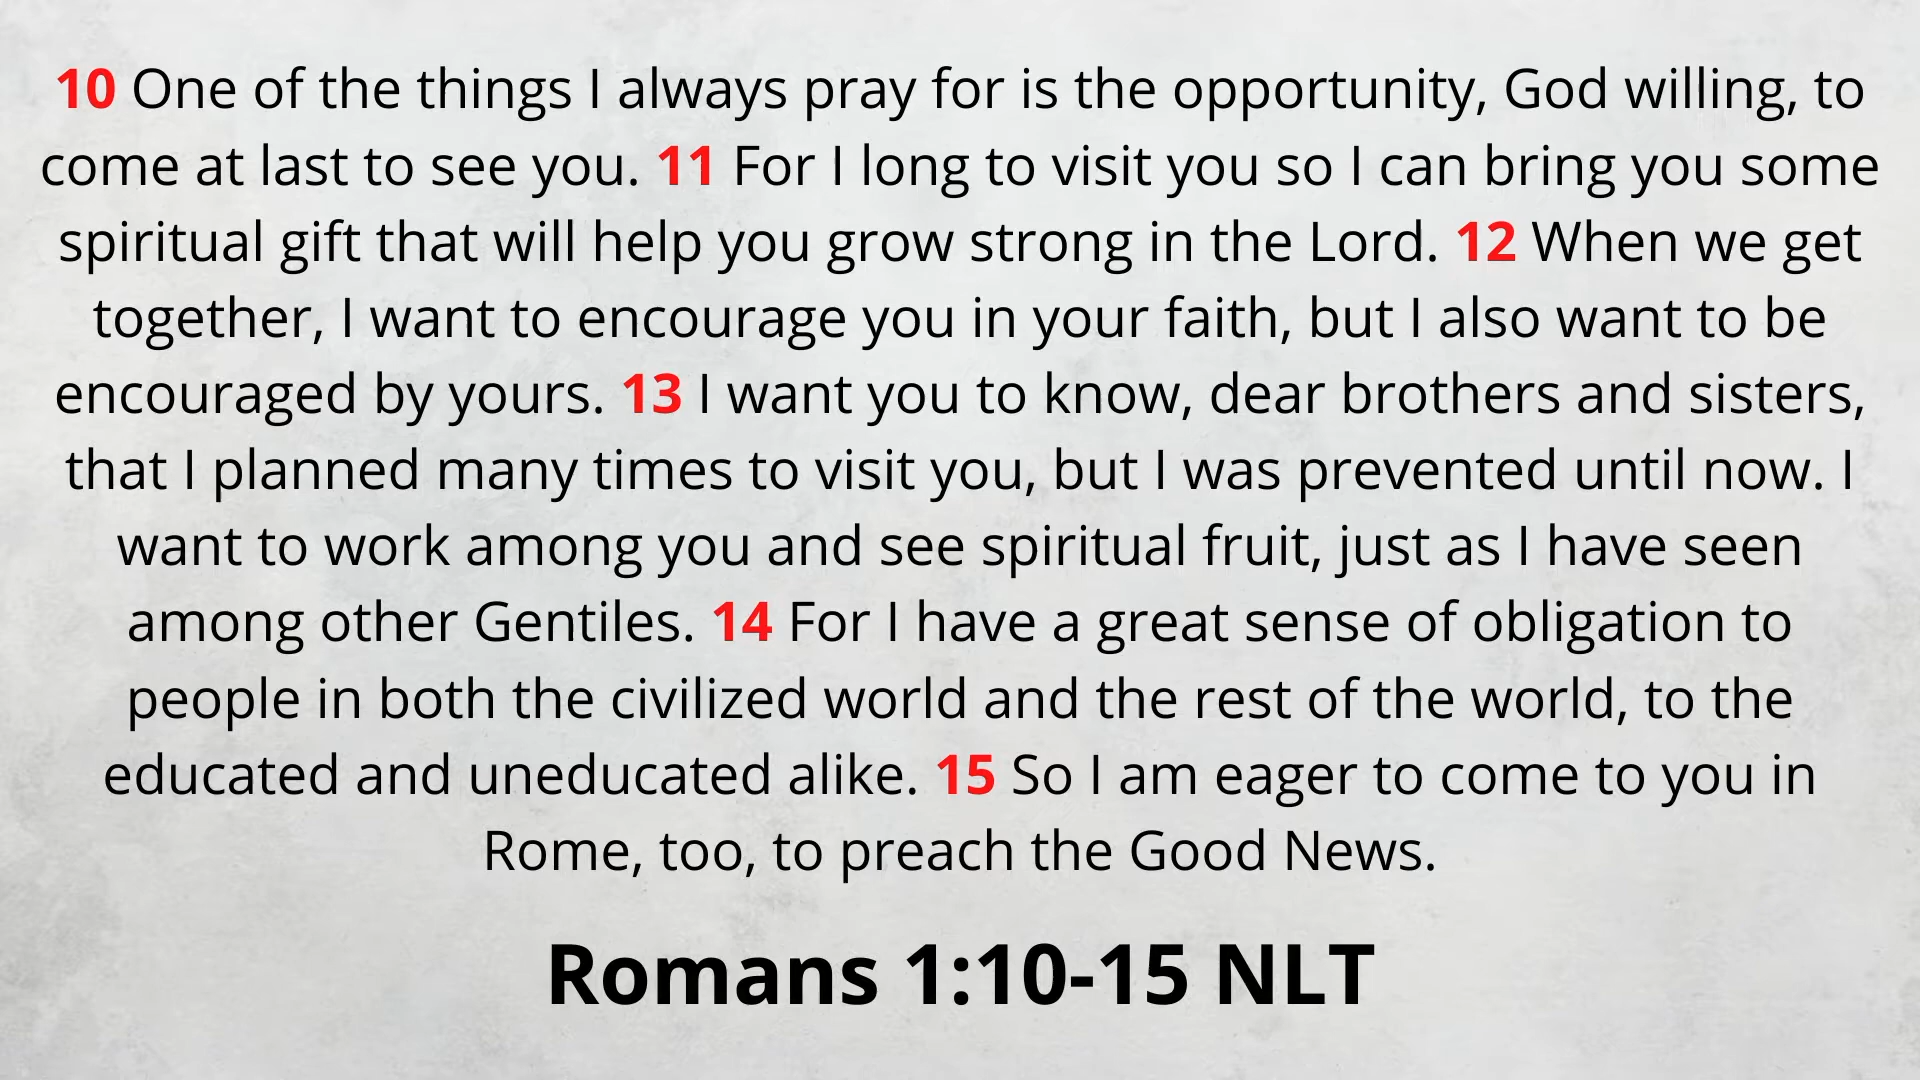 10 One of the things I always pray for is the opportunity, God willing, to
come at last to see you. 11 For I long to visit you so I can bring you some
spiritual gift that will help you grow strong in the Lord. 12 When we get
together, I want to encourage you in your faith, but I also want to be
encouraged by yours. 13 I want you to know, dear brothers and sisters,
that I planned many times to visit you, but I was prevented until now. I
want to work among you and see spiritual fruit, just as I have seen
among other Gentiles. 14 For I have a great sense of obligation to
people in both the civilized world and the rest of the world, to the
educated and uneducated alike. 15 So I am eager to come to you in
Rome, too, to preach the Good News.
Romans 1:10-15 NLT